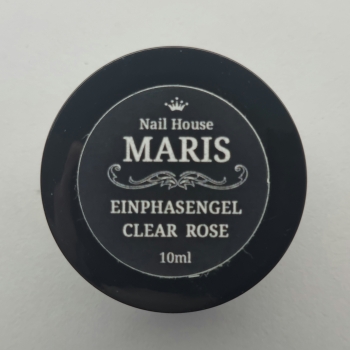 Nail House
MARIS
EINPHASENGEL
CLEAR ROSE
10ml